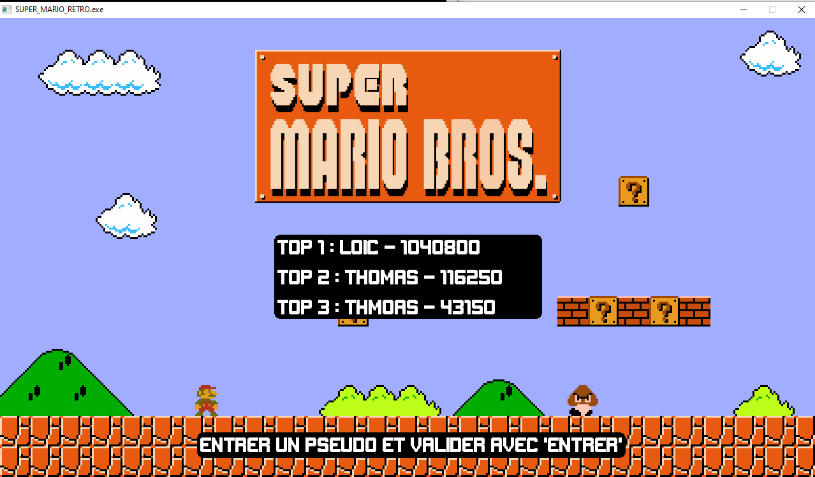 SUPER_MARIO_RETRO.exe
SUPER
MARIO BROS.
?
TOP 1 : LOIC - 1040800
TOP 2 : THOMAS - 116250
TOP 3 : THMOAS - 43150
? ?
ENTRER UN PSEUDO ET VALIDER AVEC 'ENTRER'